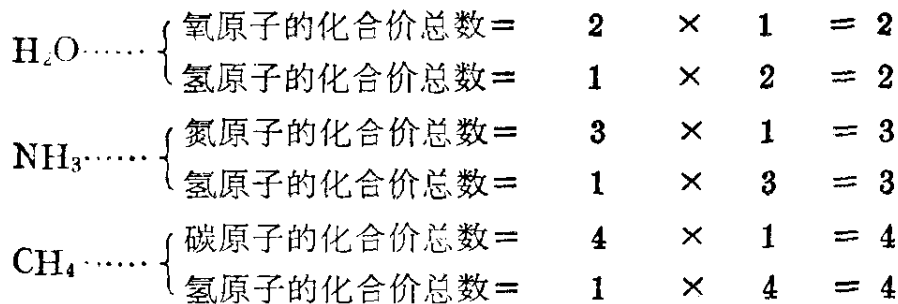 H₂O…… { 氧原子的化合价总数= 2 × 1 = 2
氢原子的化合价总数= 1 × 2 = 2
NH₃…… { 氮原子的化合价总数= 3 × 1 = 3
氢原子的化合价总数= 1 × 3 = 3
CH₄…… { 碳原子的化合价总数= 4 × 1 = 4
氢原子的化合价总数= 1 × 4 = 4